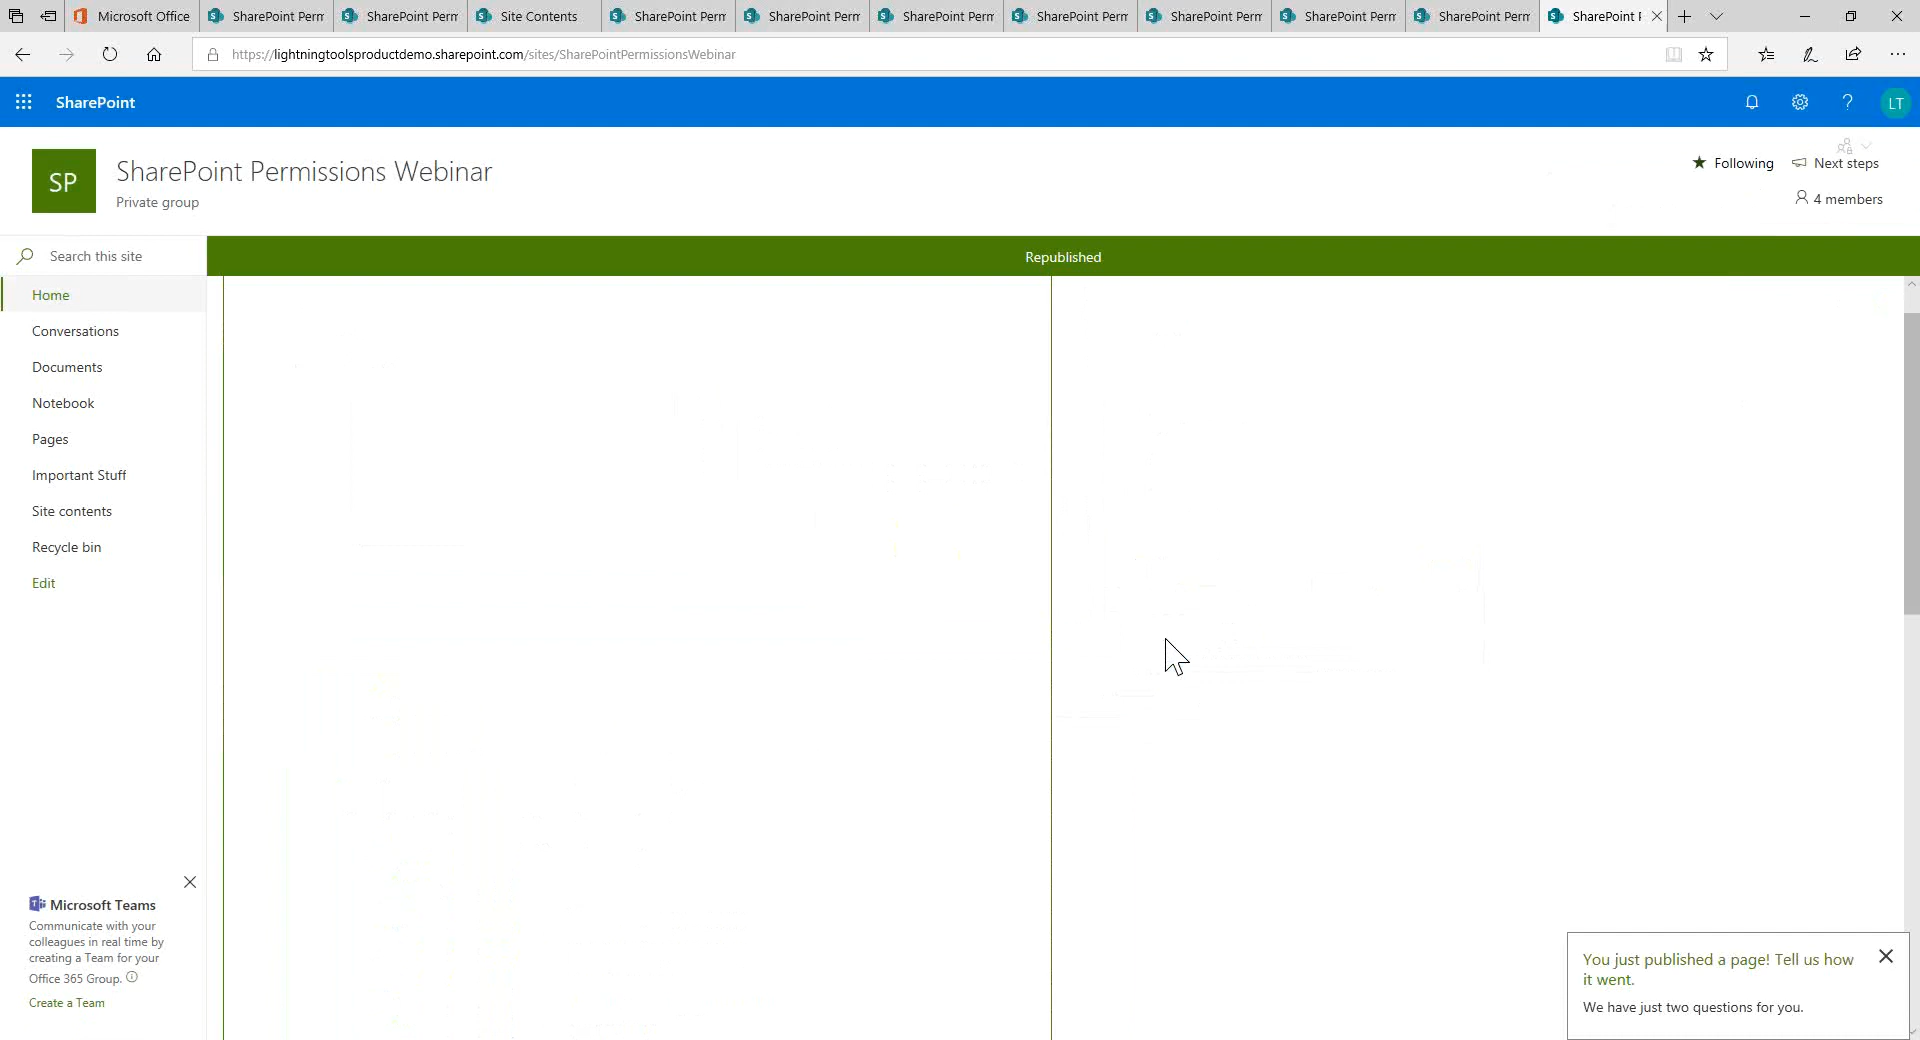 Microsoft Office
SharePoint Perm
SharePoint Perm
Site Contents
SharePoint Perm
SharePoint Perm
SharePoint Perm
SharePoint Perm
SharePoint Perm
SharePoint Perm
SharePoint Perm
SharePoint P
https://lightningtoolsproductdemo.sharepoint.com/sites/SharePointPermissionsWebinar
SharePoint
LT
SP
SharePoint Permissions Webinar
Private group
Following
Next steps
4 members
Search this site
Republished
Home
Conversations
Documents
Notebook
Pages
Important Stuff
Site contents
Recycle bin
Edit
Microsoft Teams
Communicate with your
colleagues in real time by
creating a Team for your
Office 365 Group.
Create a Team
You just published a page! Tell us how
it went.
We have just two questions for you.